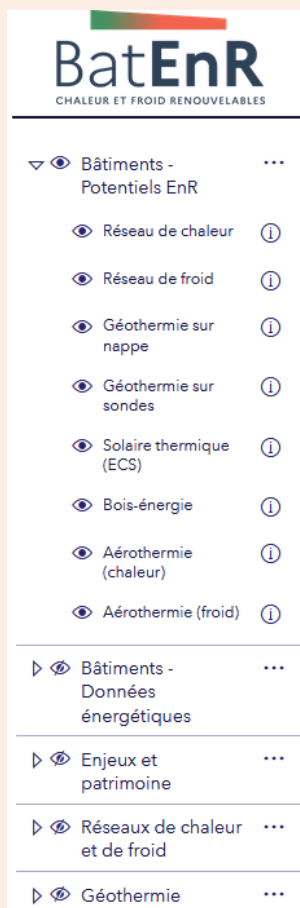 BatEnR
CHALEUR ET FROID RENOUVELABLES
Bâtiments -
Potentiels EnR
Réseau de chaleur
Réseau de froid
Géothermie sur
nappe
Géothermie sur
sondes
Solaire thermique
(ECS)
Bois-énergie
Aérothermie
(chaleur)
Aérothermie (froid)
Bâtiments -
Données
énergétiques
Enjeux et
patrimoine
Réseaux de chaleur
et de froid
Géothermie